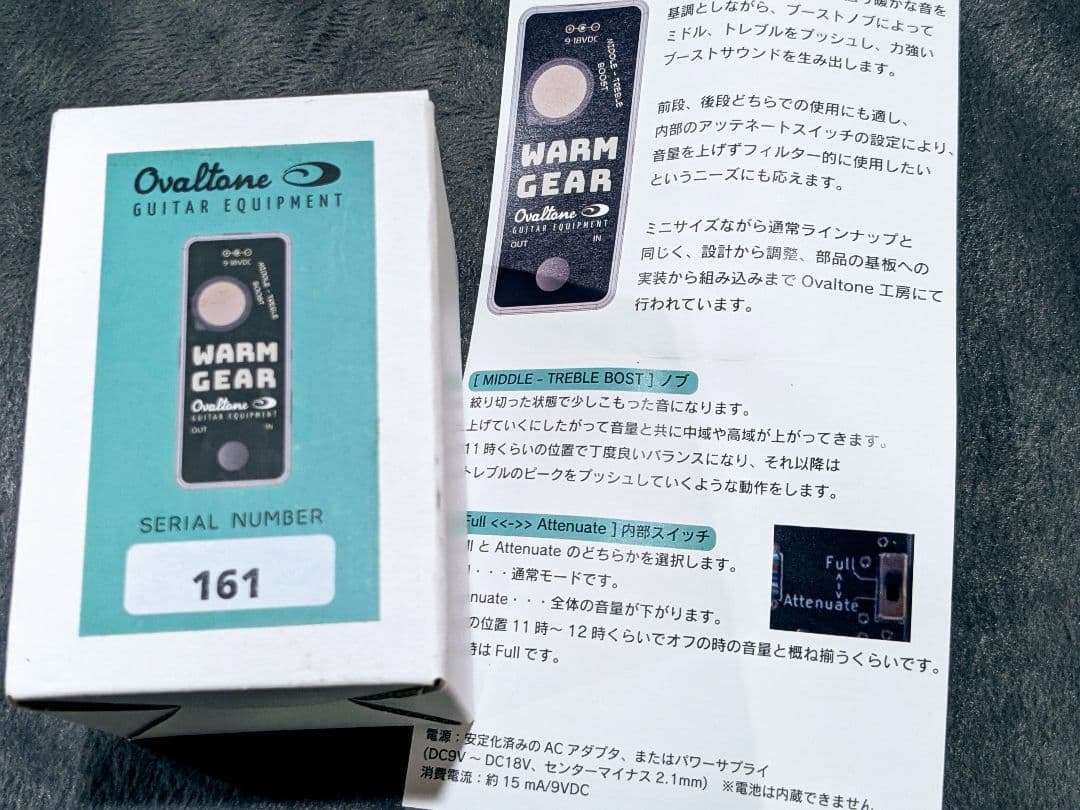 Ovaltone
GUITAR EQUIPMENT
9-18VDC
MIDDLE - TREBLE
BOOST
WARM
GEAR
Ovaltone
GUITAR EQUIPMENT
OUT IN
SERIAL NUMBER
161
9-18VDC
MIDDLE - TREBLE
BOOST
WARM
GEAR
Ovaltone
GUITAR EQUIPMENT
OUT IN
暖かな音を
基調としながら、ブーストノブによって
ミドル、トレブルをプッシュし、力強い
ブーストサウンドを生み出します。
前段、後段どちらでの使用にも適し、
内部のアッテネートスイッチの設定により、
音量を上げずフィルター的に使用したい
というニーズにも応えます。
ミニサイズながら通常ラインナップと
同じく、設計から調整、部品の基板への
実装から組み込みまで Ovaltone 工房にて
行われています。
[ MIDDLE - TREBLE BOST ] ノブ
絞り切った状態で少しこもった音になります。
上げていくにしたがって音量と共に中域や高域が上がってきます。
11時くらいの位置で丁度良いバランスになり、それ以降は
トレブルのピークをプッシュしていくような動作をします。
Full <<->> Attenuate ] 内部スイッチ
ll と Attenuate のどちらかを選択します。
・・・通常モードです。
nuate・・・全体の音量が下がります。
の位置 11 時～ 12 時くらいでオフの時の音量と概ね揃うくらいです。
時は Full です。
Full
<<->>
Attenuate
電源：安定化済みの AC アダプタ、またはパワーサプライ
(DC9V ～ DC18V、センターマイナス 2.1mm) ※電池は内蔵できません。
消費電流：約 15 mA/9VDC